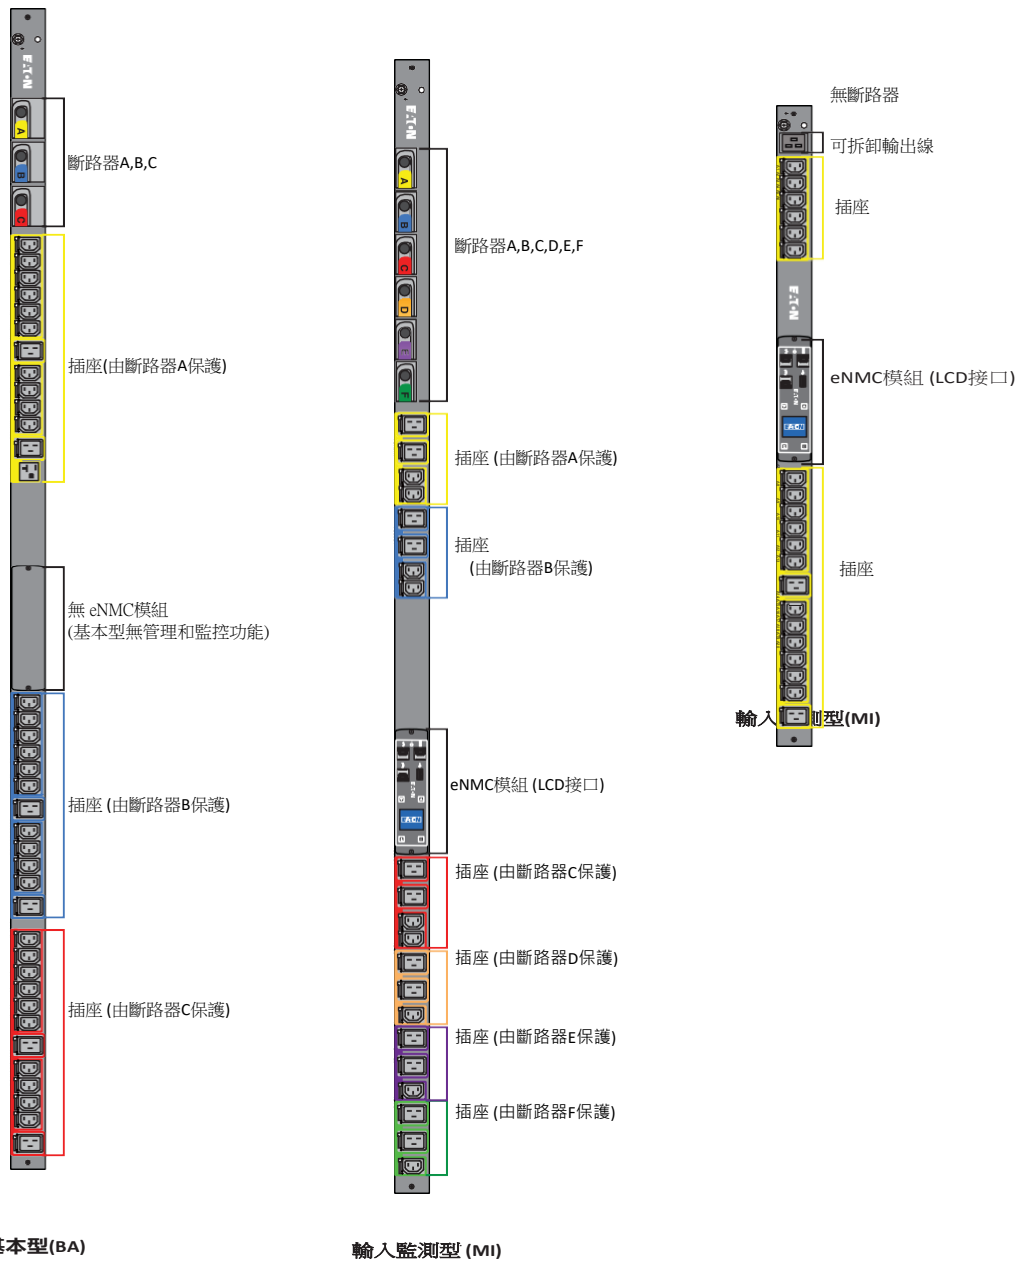 EATON
A
B
C
斷路器A,B,C
插座(由斷路器A保護)
無 eNMC模組
(基本型無管理和監控功能)
插座 (由斷路器B保護)
插座 (由斷路器C保護)
基本型(BA)
EATON
A
B
C
D
E
F
斷路器A,B,C,D,E,F
插座 (由斷路器A保護)
插座
(由斷路器B保護)
eNMC模組 (LCD接口)
EATON
EATON
插座 (由斷路器C保護)
插座 (由斷路器D保護)
插座 (由斷路器E保護)
插座 (由斷路器F保護)
輸入監測型 (MI)
無斷路器
可拆卸輸出線
插座
EATON
eNMC模組 (LCD接口)
EATON
EATON
插座
輸入 測型(MI)